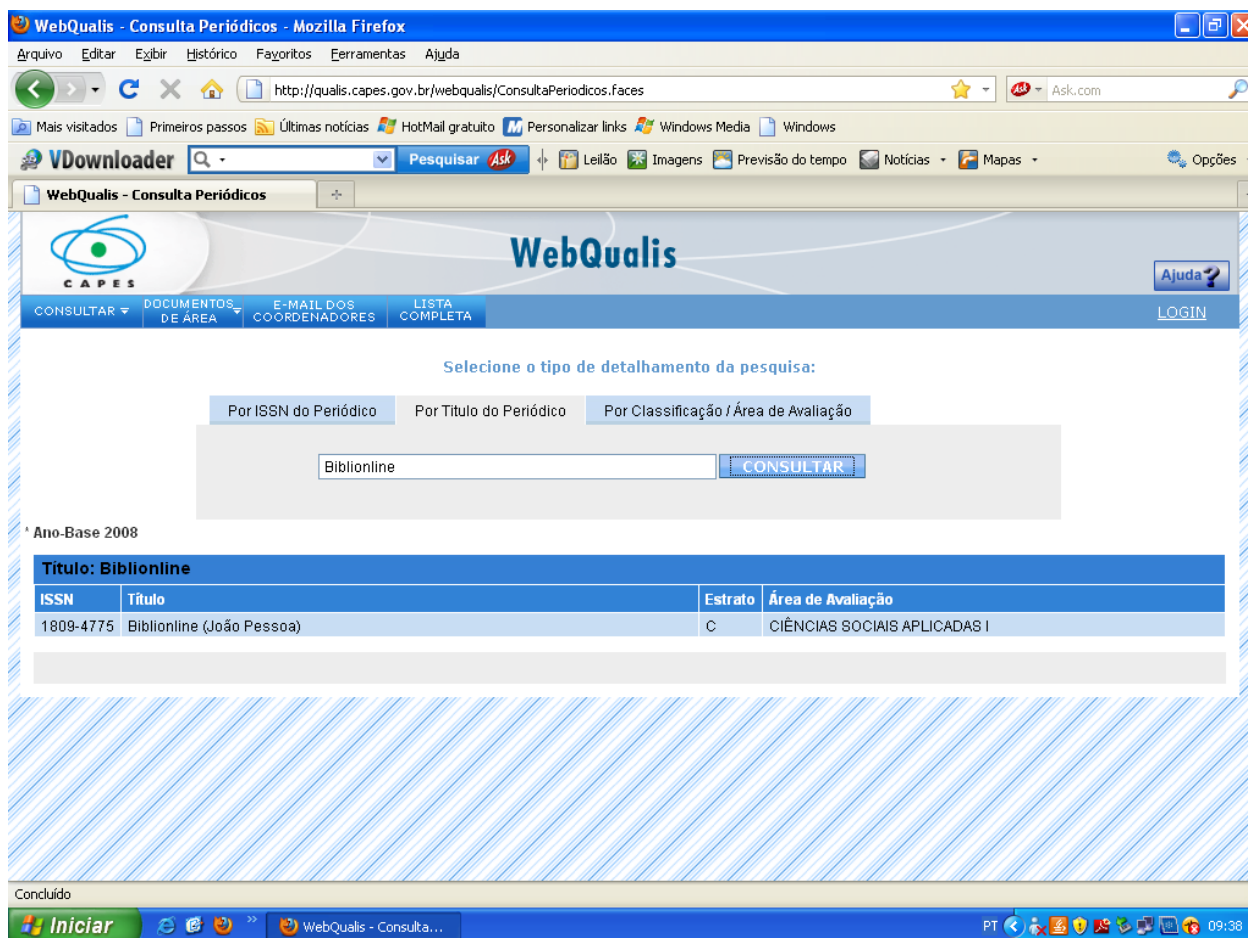 WebQualis - Consulta Periódicos - Mozilla Firefox
Arquivo Editar Exibir Histórico Favoritos Ferramentas Ajuda
http://qualis.capes.gov.br/webqualis/ConsultaPeriodicos.faces Ask Ask.com
Mais visitados Primeiros passos Últimas notícias HotMail gratuito Personalizar links Windows Media Windows
VDownloader Pesquisar Ask Leilão Imagens Previsão do tempo Notícias Mapas Opções
WebQualis - Consulta Periódicos
CAPES
WebQualis
Ajuda
CONSULTAR
DOCUMENTOS DE ÁREA
E-MAIL DOS COORDENADORES
LISTA COMPLETA
LOGIN
Selecione o tipo de detalhamento da pesquisa:
Por ISSN do Periódico Por Titulo do Periódico Por Classificação / Área de Avaliação
Biblionline CONSULTAR
* Ano-Base 2008
Título: Biblionline
ISSN Título Estrato Área de Avaliação
1809-4775 Biblionline (João Pessoa) C CIÊNCIAS SOCIAIS APLICADAS I
Concluído
Iniciar WebQualis - Consulta... PT 09:38